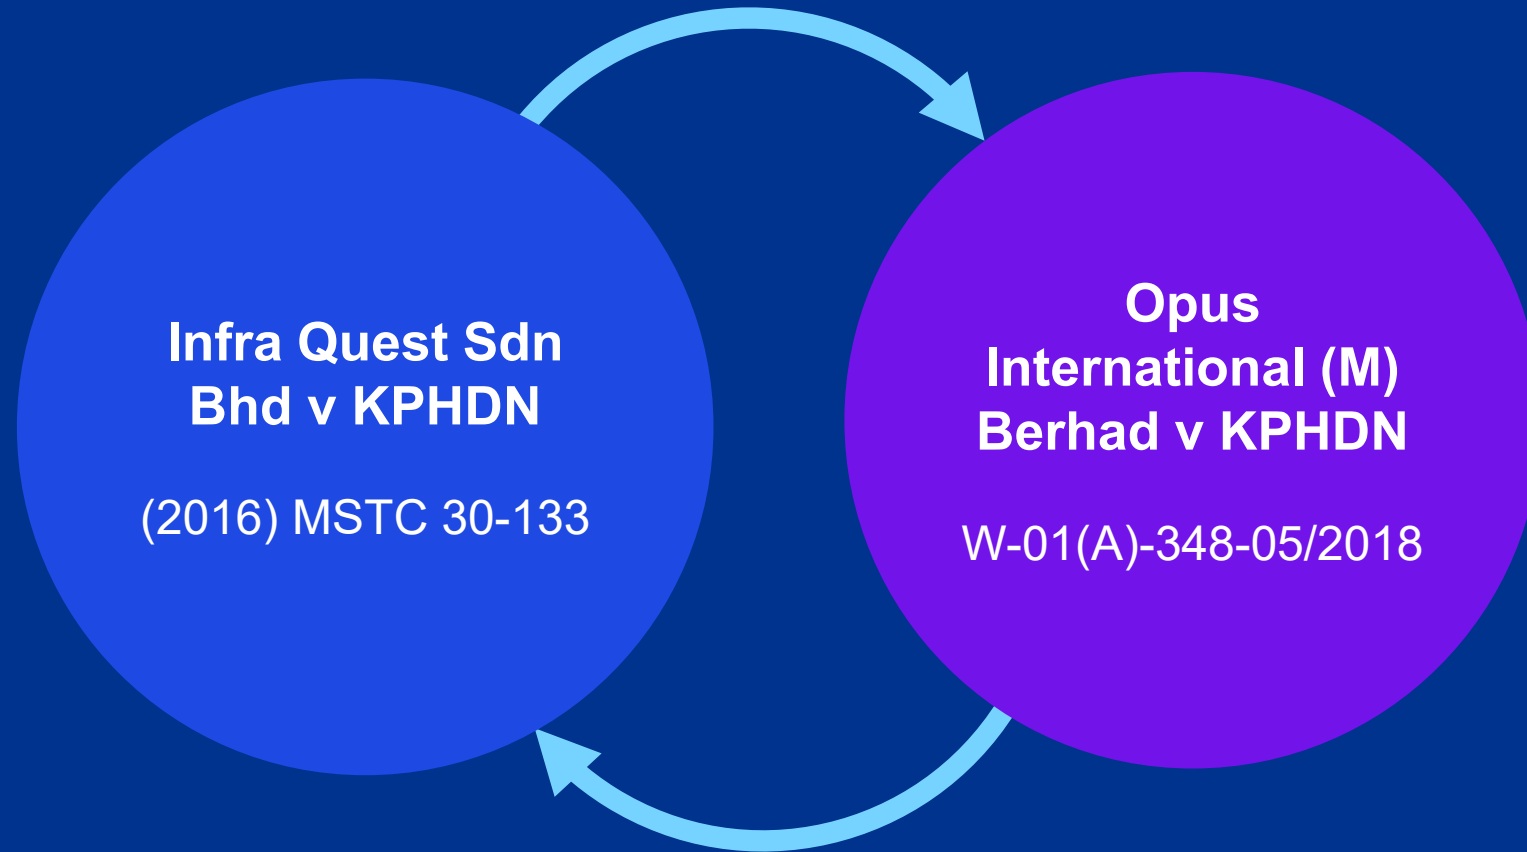 Infra Quest Sdn
Bhd v KPHDN
(2016) MSTC 30-133
Opus
International (M)
Berhad v KPHDN
W-01(A)-348-05/2018